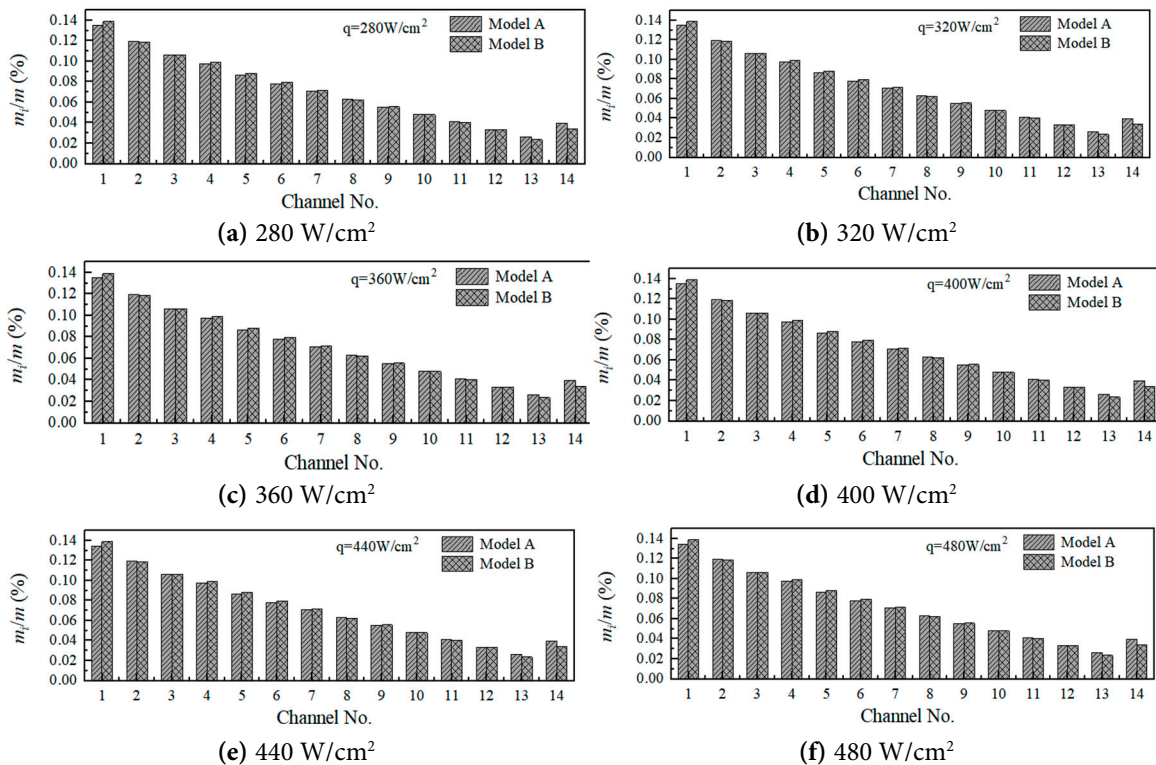 0.14
0.12
0.10
0.08
0.06
0.04
0.02
0.00
mᵢ/m (%)
q=280W/cm²
Model A
Model B
1 2 3 4 5 6 7 8 9 10 11 12 13 14
Channel No.
(a) 280 W/cm²
0.14
0.12
0.10
0.08
0.06
0.04
0.02
0.00
mᵢ/m (%)
q=320W/cm²
Model A
Model B
1 2 3 4 5 6 7 8 9 10 11 12 13 14
Channel No.
(b) 320 W/cm²
0.14
0.12
0.10
0.08
0.06
0.04
0.02
0.00
mᵢ/m (%)
q=360W/cm²
Model A
Model B
1 2 3 4 5 6 7 8 9 10 11 12 13 14
Channel No.
(c) 360 W/cm²
0.14
0.12
0.10
0.08
0.06
0.04
0.02
0.00
mᵢ/m (%)
q=400W/cm²
Model A
Model B
1 2 3 4 5 6 7 8 9 10 11 12 13 14
Channel No.
(d) 400 W/cm²
0.14
0.12
0.10
0.08
0.06
0.04
0.02
0.00
mᵢ/m (%)
q=440W/cm²
Model A
Model B
1 2 3 4 5 6 7 8 9 10 11 12 13 14
Channel No.
(e) 440 W/cm²
0.14
0.12
0.10
0.08
0.06
0.04
0.02
0.00
mᵢ/m (%)
q=480W/cm²
Model A
Model B
1 2 3 4 5 6 7 8 9 10 11 12 13 14
Channel No.
(f) 480 W/cm²